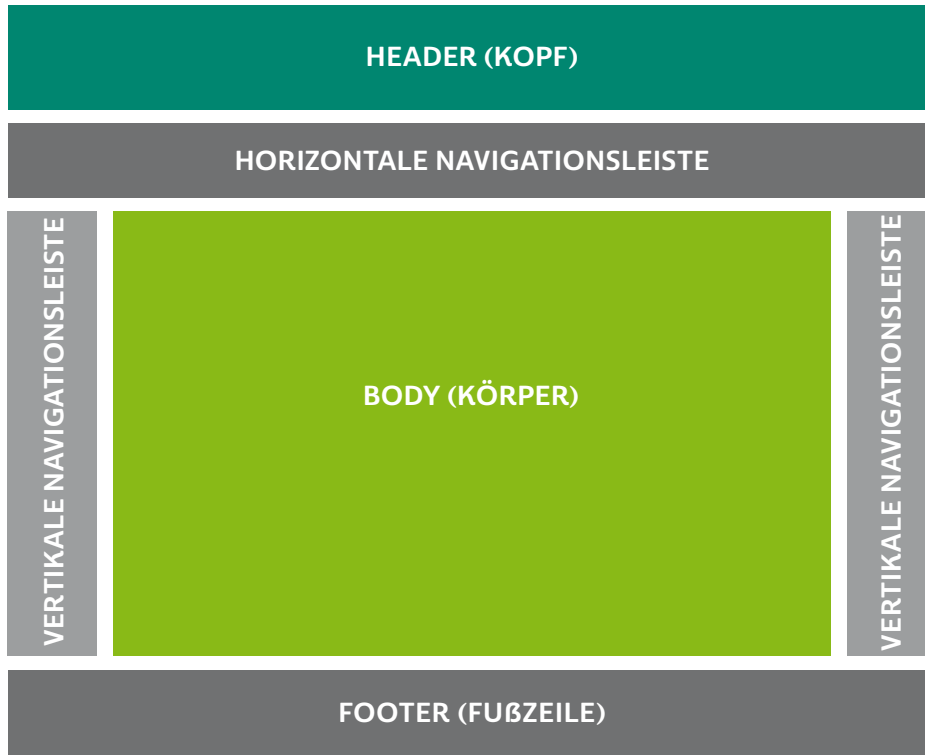 HEADER (KOPF)
HORIZONTALE NAVIGATIONSLEISTE
VERTIKALE NAVIGATIONSLEISTE
BODY (KÖRPER)
VERTIKALE NAVIGATIONSLEISTE
FOOTER (FUßZEILE)